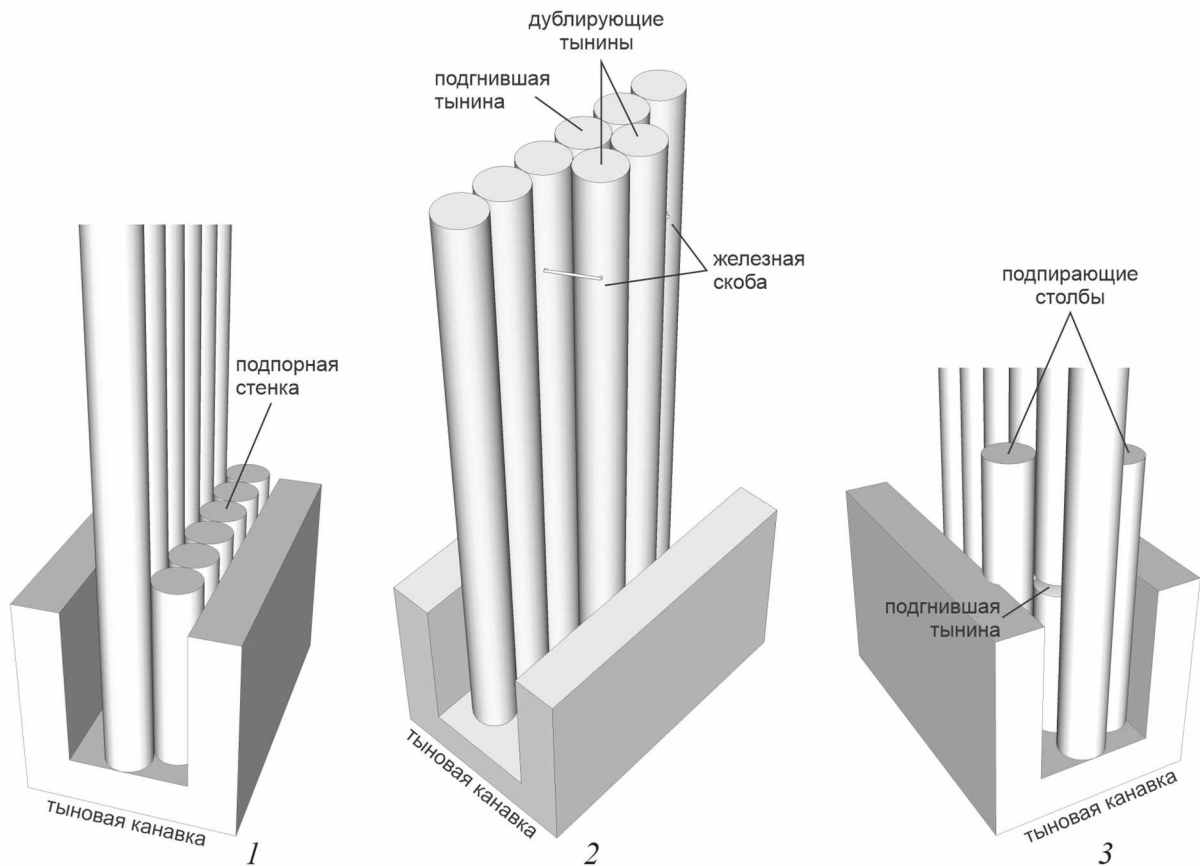 подпорная
стенка
тыновая канавка
1
дублирующие
тынины
подгнившая
тынина
железная
скоба
тыновая канавка
2
подпирающие
столбы
подгнившая
тынина
тыновая канавка
3